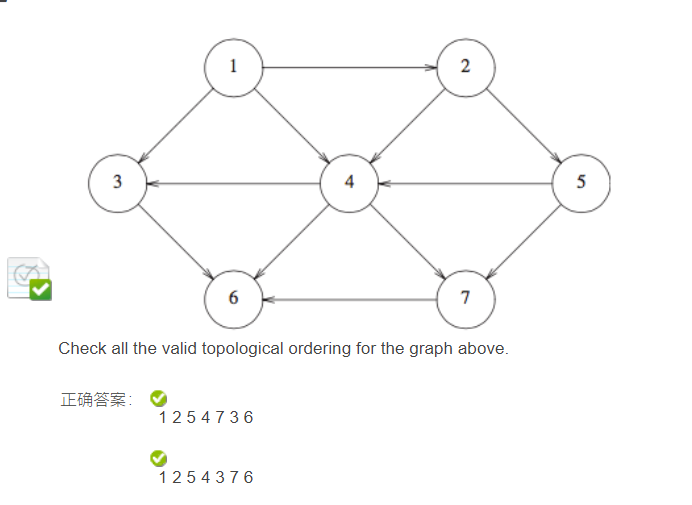 1 2
3 4 5
6 7
Check all the valid topological ordering for the graph above.
正确答案:
1 2 5 4 7 3 6
1 2 5 4 3 7 6